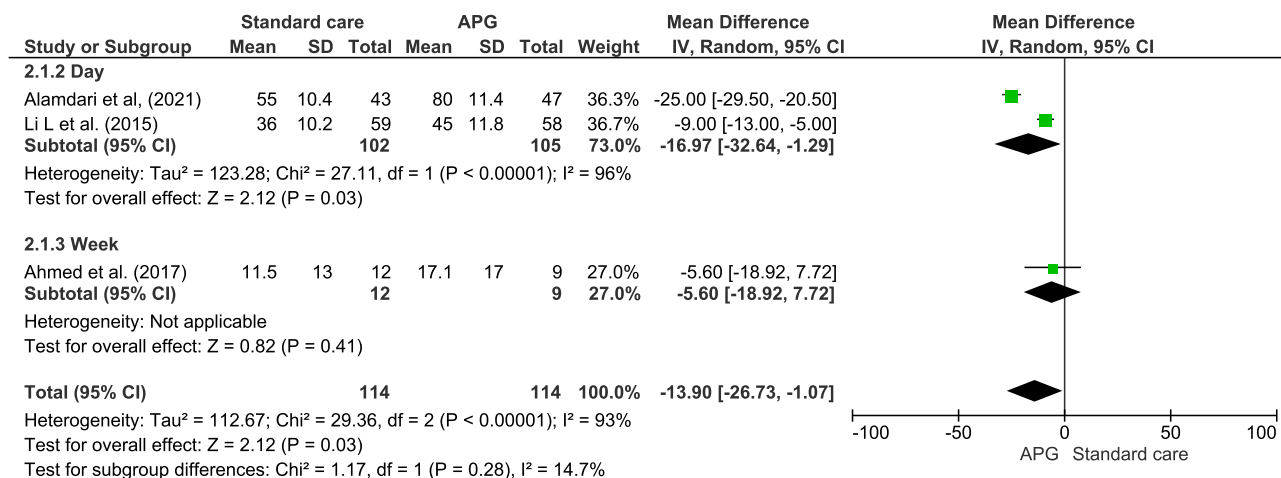 Standard care APG Mean Difference Mean Difference
Study or Subgroup Mean SD Total Mean SD Total Weight IV, Random, 95% CI IV, Random, 95% CI
2.1.2 Day
Alamdari et al, (2021) 55 10.4 43 80 11.4 47 36.3% -25.00 [-29.50, -20.50]
Li L et al. (2015) 36 10.2 59 45 11.8 58 36.7% -9.00 [-13.00, -5.00]
Subtotal (95% CI) 102 105 73.0% -16.97 [-32.64, -1.29]
Heterogeneity: Tau² = 123.28; Chi² = 27.11, df = 1 (P < 0.00001); I² = 96%
Test for overall effect: Z = 2.12 (P = 0.03)
2.1.3 Week
Ahmed et al. (2017) 11.5 13 12 17.1 17 9 27.0% -5.60 [-18.92, 7.72]
Subtotal (95% CI) 12 9 27.0% -5.60 [-18.92, 7.72]
Heterogeneity: Not applicable
Test for overall effect: Z = 0.82 (P = 0.41)
Total (95% CI) 114 114 100.0% -13.90 [-26.73, -1.07]
Heterogeneity: Tau² = 112.67; Chi² = 29.36, df = 2 (P < 0.00001); I² = 93%
Test for overall effect: Z = 2.12 (P = 0.03)
Test for subgroup differences: Chi² = 1.17, df = 1 (P = 0.28), I² = 14.7%
-100 -50 0 50 100
APG Standard care